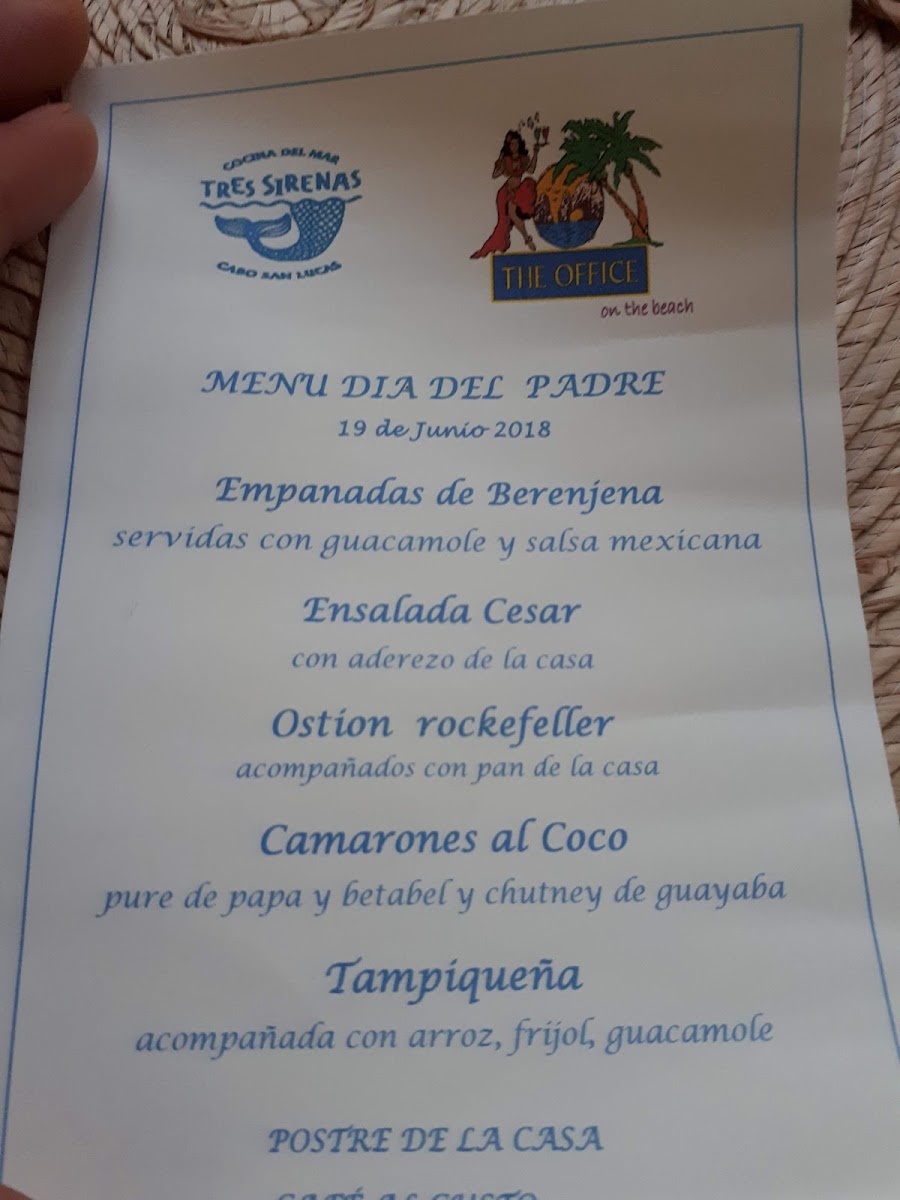 COCINA DEL MAR
TRES SIRENAS
CABO SAN LUCAS
THE OFFICE
on the beach
MENU DIA DEL PADRE
19 de Junio 2018
Empanadas de Berenjena
servidas con guacamole y salsa mexicana
Ensalada Cesar
con aderezo de la casa
Ostion rockefeller
acompañados con pan de la casa
Camarones al Coco
pure de papa y betabel y chutney de guayaba
Tampiqueña
acompañada con arroz, frijol, guacamole
POSTRE DE LA CASA
CAFÉ AL GUSTO